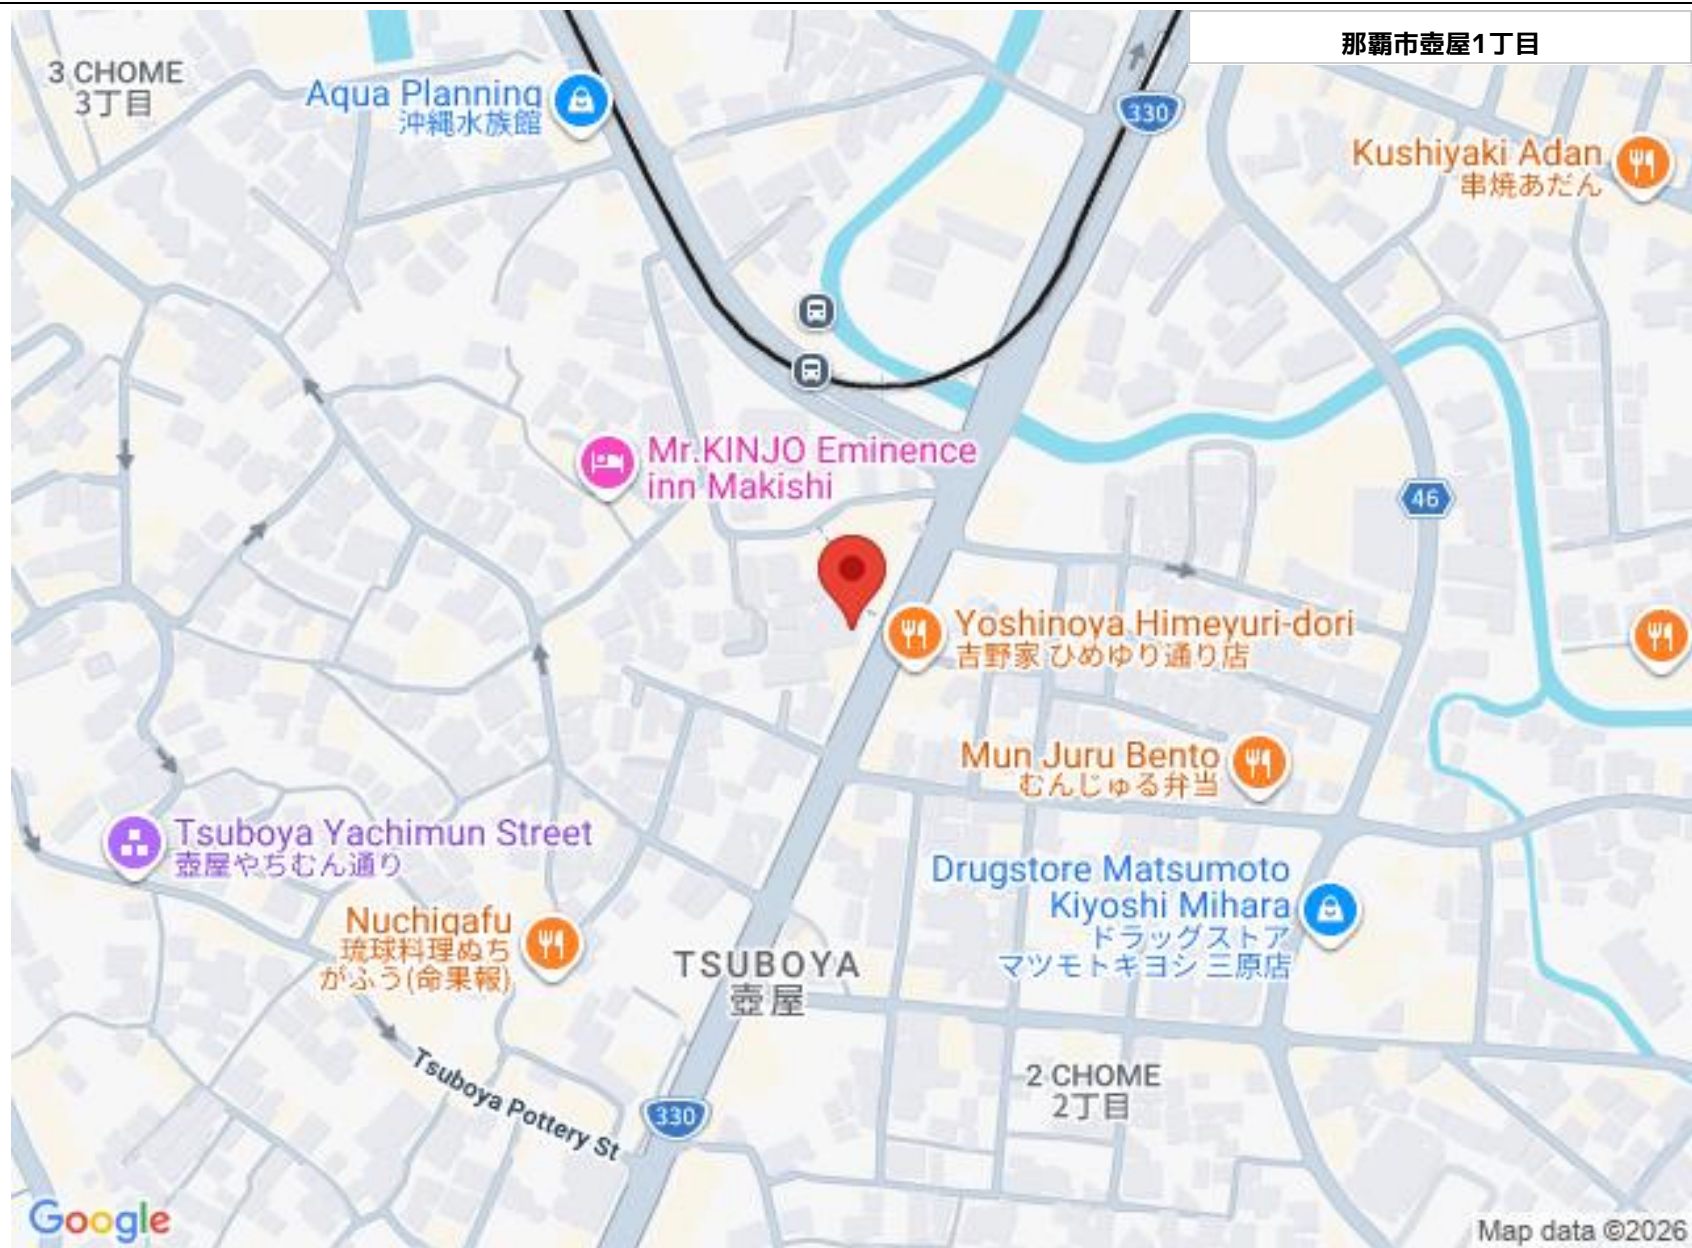 那覇市壺屋1丁目
3 CHOME
3丁目
Aqua Planning
沖縄水族館
330
Kushiyaki Adan
串焼あだん
Mr.KINJO Eminence
inn Makishi
46
Yoshinoya Himeyuri-dori
吉野家 ひめゆり通り店
Mun Juru Bento
むんじゅる弁当
Tsuboya Yachimun Street
壺屋やちむん通り
Drugstore Matsumoto
Kiyoshi Mihara
ドラッグストア
マツモトキヨシ 三原店
Nuchigafu
琉球料理ぬち
がふう(命果報)
TSUBOYA
壺屋
2 CHOME
2丁目
Tsuboya Pottery St
330
Google
Map data ©2026